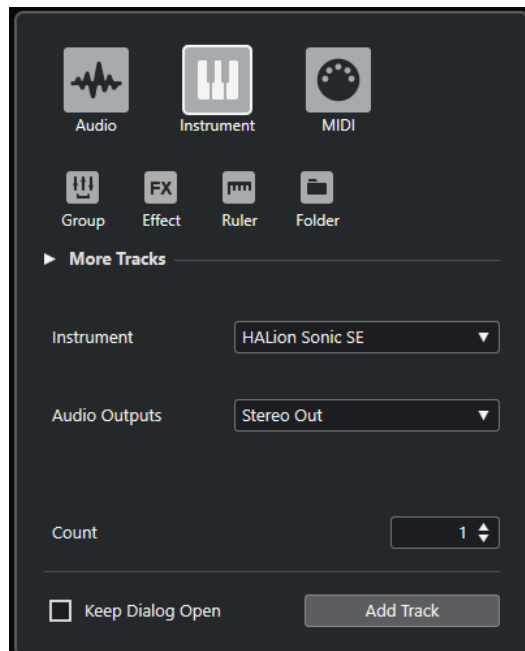 Audio Instrument MIDI
FX
Group Effect Ruler Folder
More Tracks
Instrument HALion Sonic SE
Audio Outputs Stereo Out
Count 1
Keep Dialog Open Add Track